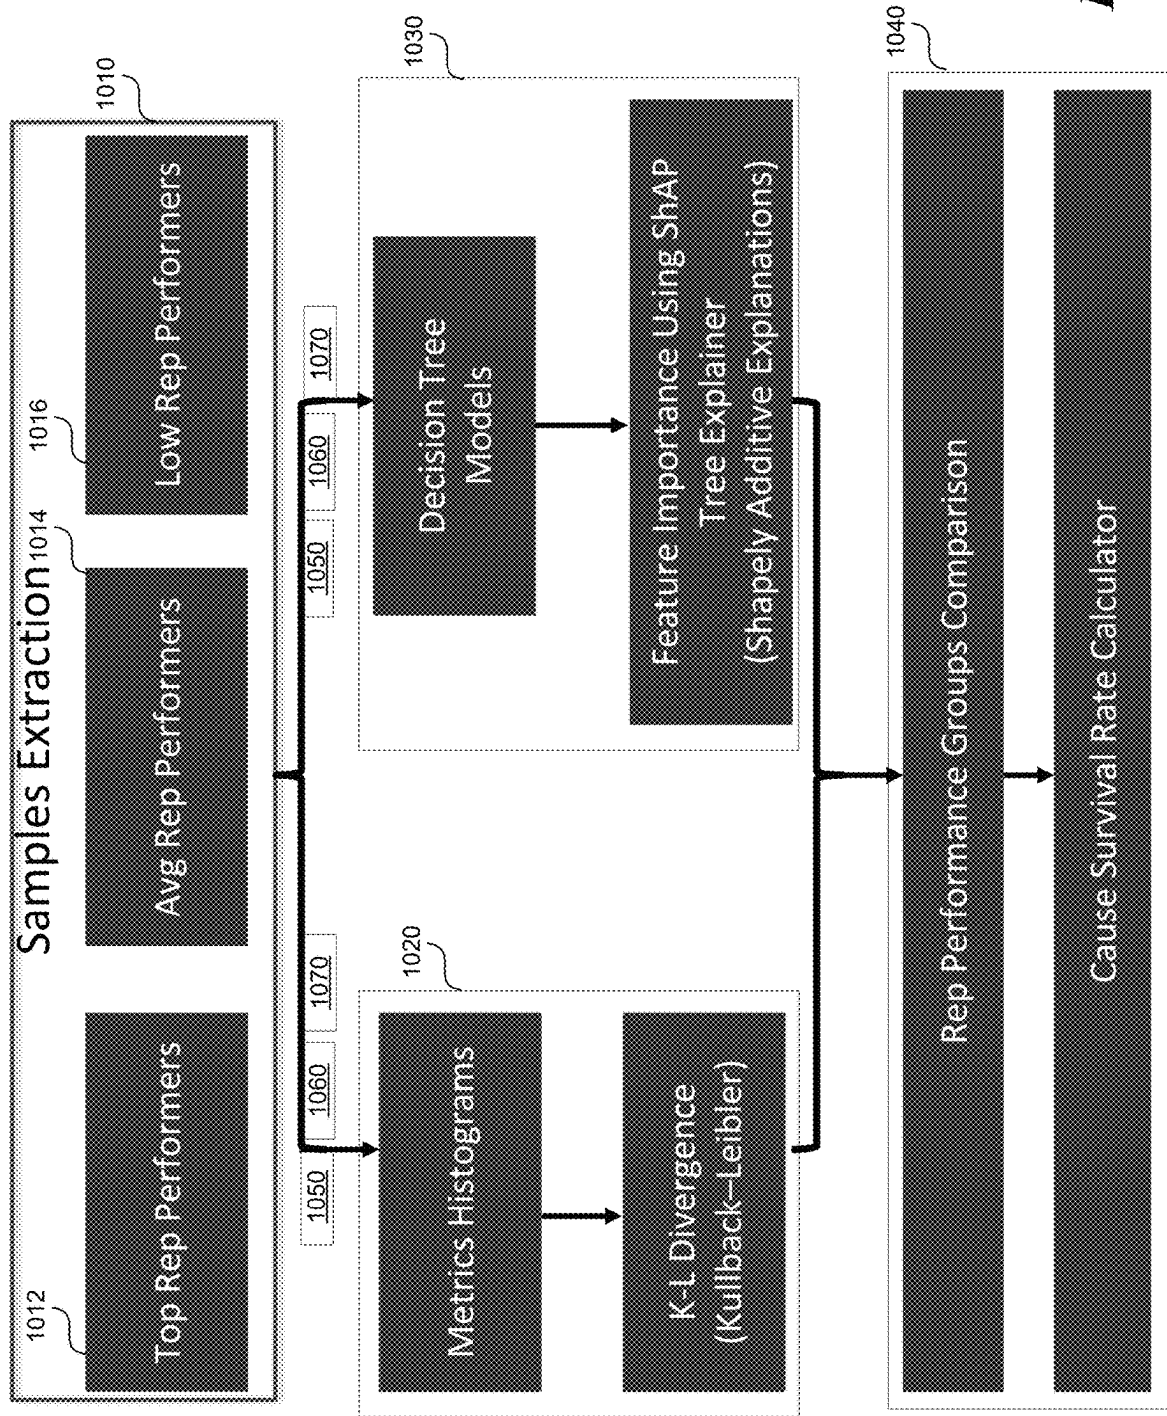 Samples Extraction
1010
1012
Top Rep Performers
1014
Avg Rep Performers
1016
Low Rep Performers
1050
1060
1070
1050
1060
1070
1020
Metrics Histograms
K-L Divergence
(Kullback–Leibler)
1030
Decision Tree
Models
Feature Importance Using ShAP
Tree Explainer
(Shapely Additive Explanations)
1040
Rep Performance Groups Comparison
Cause Survival Rate Calculator